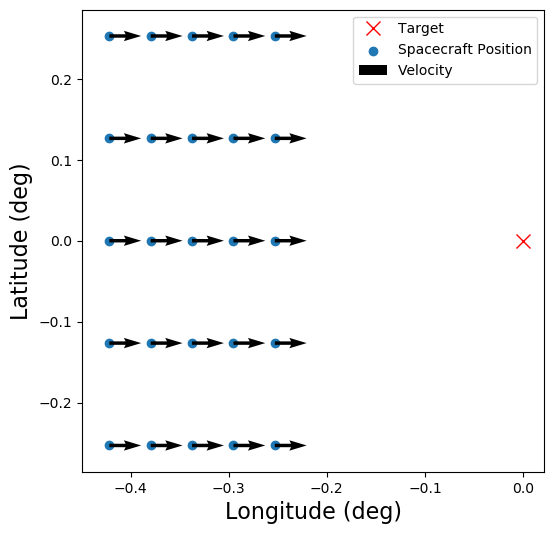 Target
Spacecraft Position
Velocity
0.2
0.1
0.0
−0.1
−0.2
Latitude (deg)
−0.4
−0.3
−0.2
−0.1
0.0
Longitude (deg)